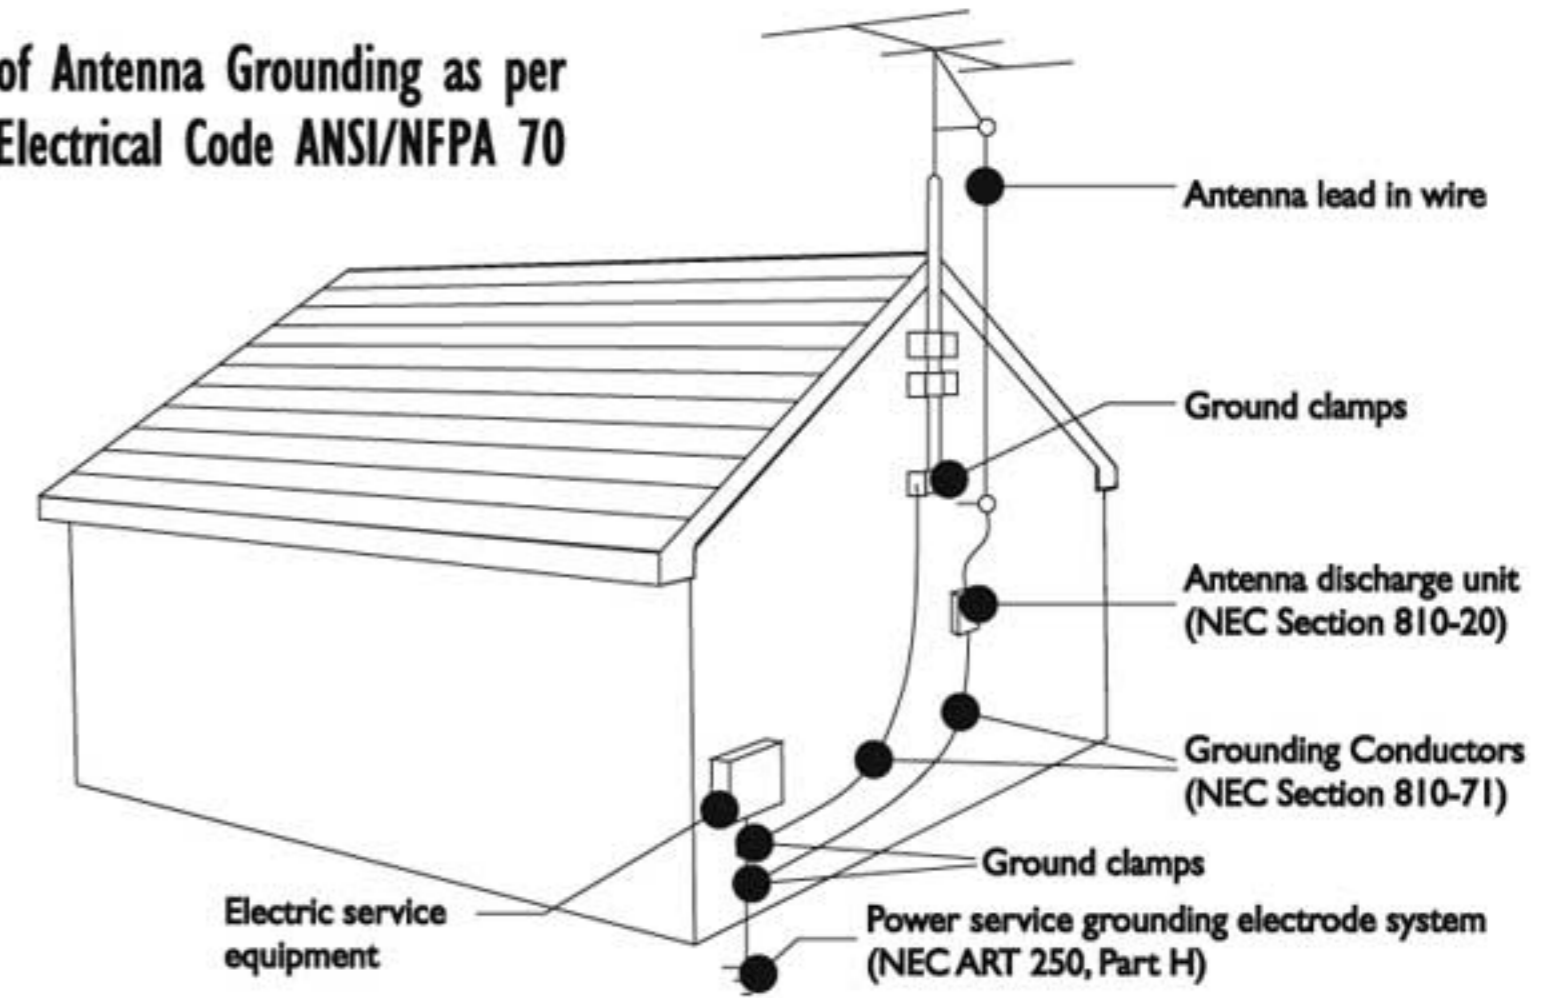 of Antenna Grounding as per
Electrical Code ANSI/NFPA 70
Antenna lead in wire
Ground clamps
Antenna discharge unit
(NEC Section 810-20)
Grounding Conductors
(NEC Section 810-71)
Ground clamps
Electric service
equipment
Power service grounding electrode system
(NEC ART 250, Part H)